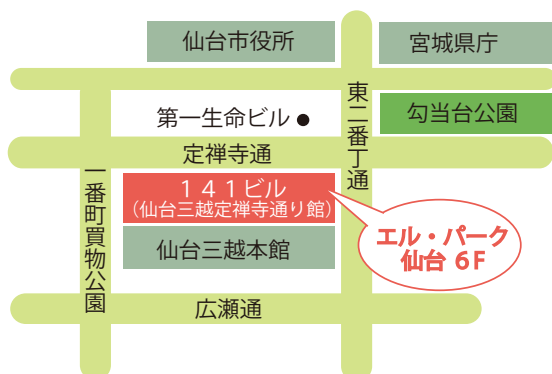 仙台市役所
宮城県庁
東二番丁通
第一生命ビル
勾当台公園
定禅寺通
一番町買物公園
141ビル
(仙台三越定禅寺通り館)
エル・パーク
仙台 6F
仙台三越本館
広瀬通